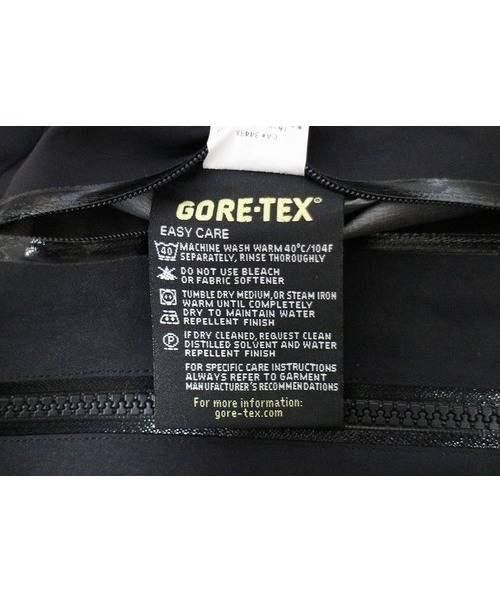 CA# 34438
GORE-TEX®
EASY CARE
40 MACHINE WASH WARM 40°C/104F
SEPARATELY, RINSE THOROUGHLY
DO NOT USE BLEACH
OR FABRIC SOFTENER
TUMBLE DRY MEDIUM, OR STEAM IRON
WARM UNTIL COMPLETELY
DRY TO MAINTAIN WATER
REPELLENT FINISH
P IF DRY CLEANED, REQUEST CLEAN
DISTILLED SOLVENT AND WATER
REPELLENT FINISH
FOR SPECIFIC CARE INSTRUCTIONS
ALWAYS REFER TO GARMENT
MANUFACTURER'S RECOMMENDATIONS
For more information:
gore-tex.com